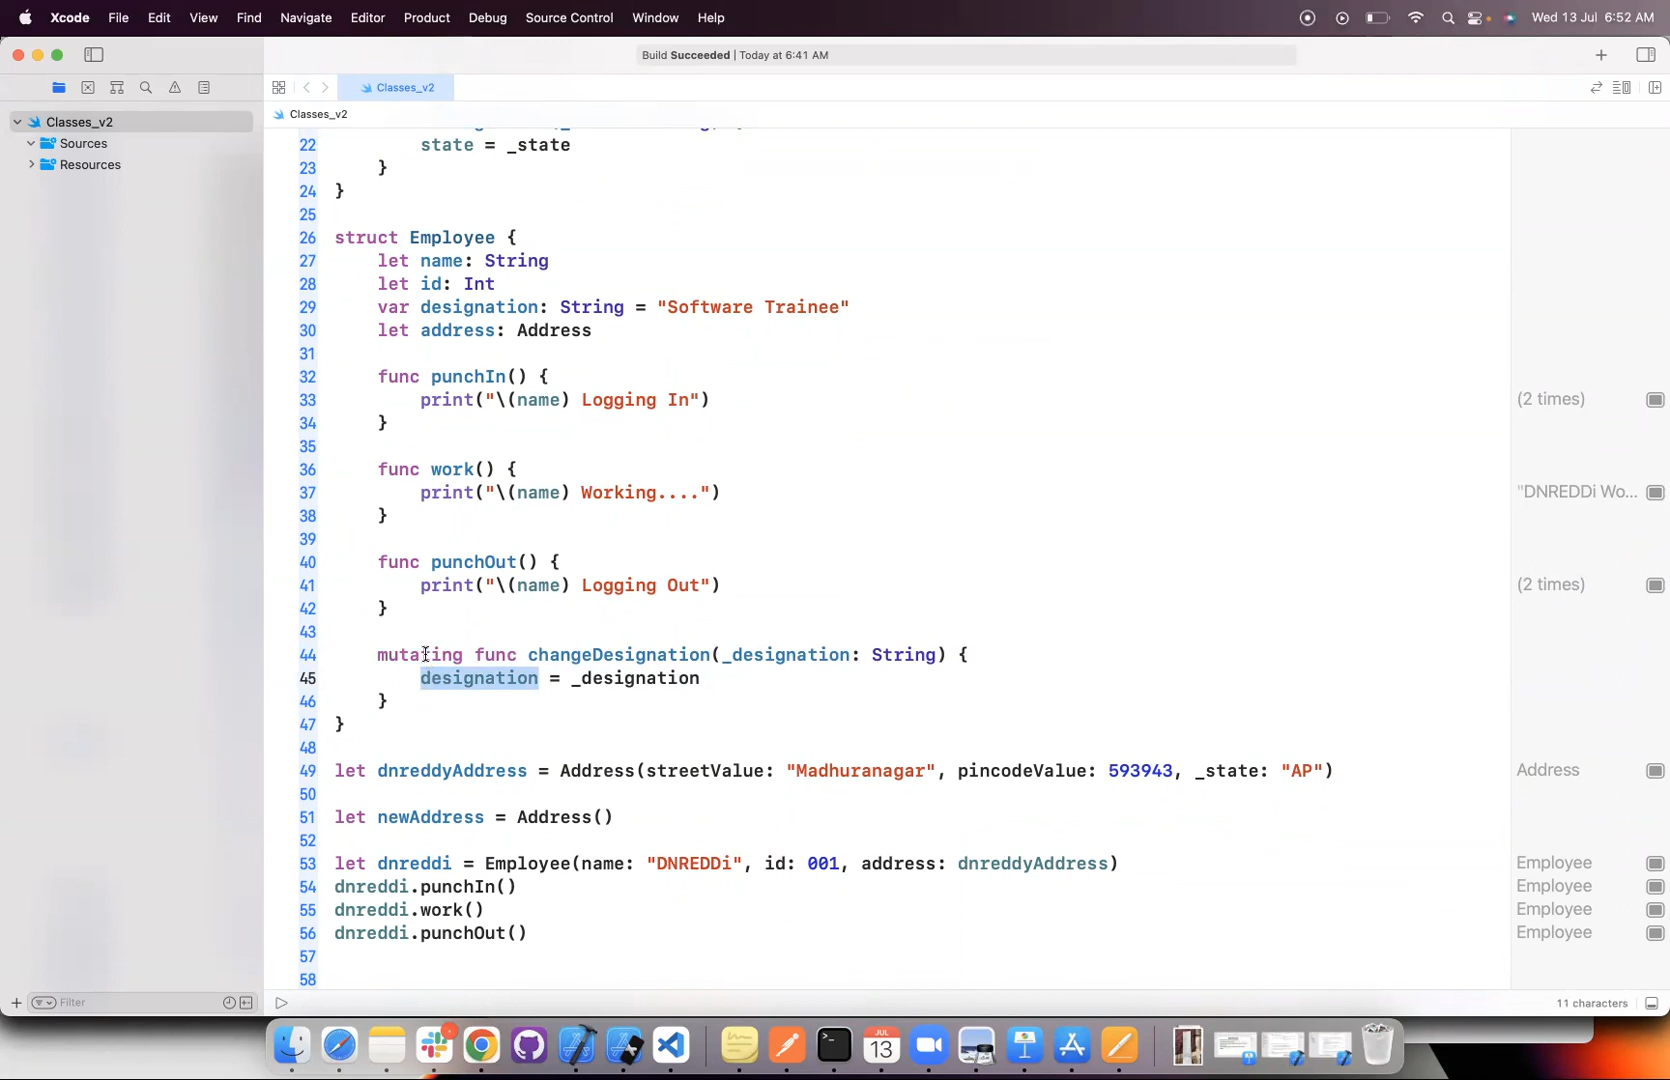 Xcode File Edit View Find Navigate Editor Product Debug Source Control Window Help Wed 13 Jul 6:52 AM
Build Succeeded | Today at 6:41 AM
Classes_v2
Classes_v2
Classes_v2
Sources
Resources
22 state = _state
23 }
24 }
25
26 struct Employee {
27 let name: String
28 let id: Int
29 var designation: String = "Software Trainee"
30 let address: Address
31
32 func punchIn() {
33 print("\(name) Logging In") (2 times)
34 }
35
36 func work() {
37 print("\(name) Working....") "DNREDDi Wo...
38 }
39
40 func punchOut() {
41 print("\(name) Logging Out") (2 times)
42 }
43
44 mutating func changeDesignation(_designation: String) {
45 designation = _designation
46 }
47 }
48
49 let dnreddyAddress = Address(streetValue: "Madhuranagar", pincodeValue: 593943, _state: "AP") Address
50
51 let newAddress = Address()
52
53 let dnreddi = Employee(name: "DNREDDi", id: 001, address: dnreddyAddress) Employee
54 dnreddi.punchIn() Employee
55 dnreddi.work() Employee
56 dnreddi.punchOut() Employee
57
58
Filter
11 characters
JUL
13